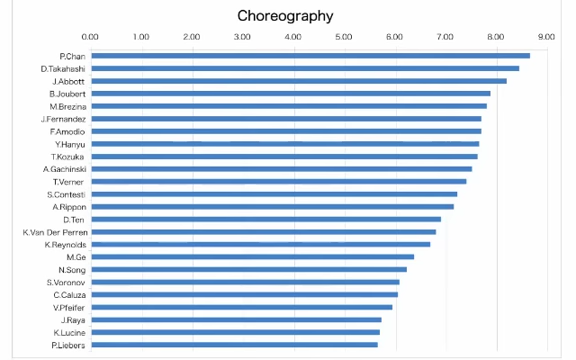 Choreography
0.00 1.00 2.00 3.00 4.00 5.00 6.00 7.00 8.00 9.00
P.Chan
D.Takahashi
J.Abbott
B.Joubert
M.Brezina
J.Fernandez
F.Amodio
Y.Hanyu
T.Kozuka
A.Gachinski
T.Verner
S.Contesti
A.Rippon
D.Ten
K.Van Der Perren
K.Reynolds
M.Ge
N.Song
S.Voronov
C.Caluza
V.Pfeifer
J.Raya
K.Lucine
P.Liebers